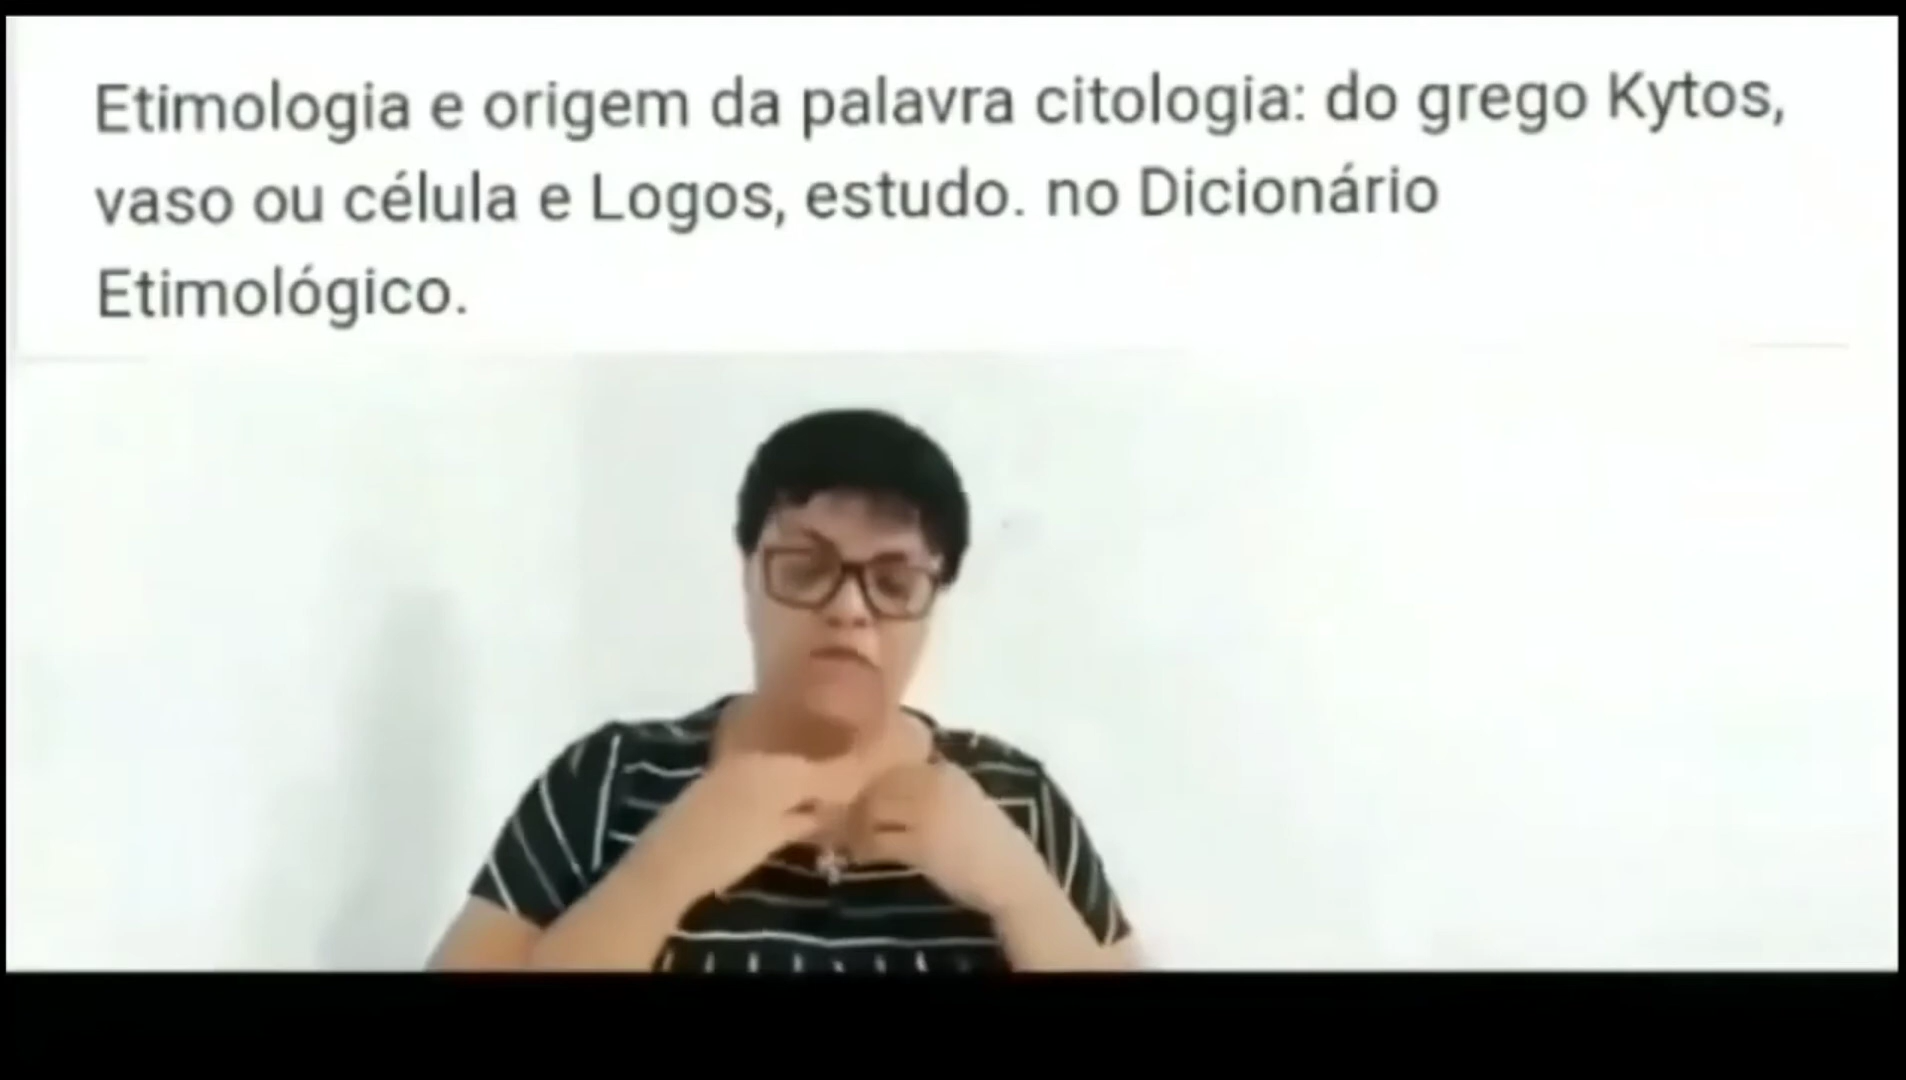 Etimologia e origem da palavra citologia: do grego Kytos,
vaso ou célula e Logos, estudo. no Dicionário
Etimológico.